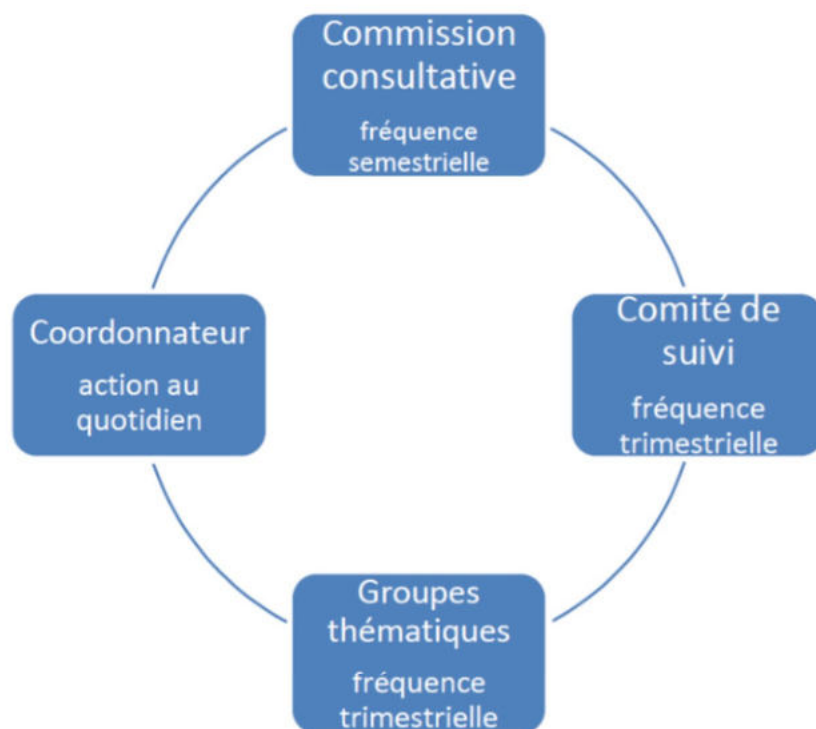 Commission
consultative
fréquence
semestrielle
Coordonnateur
action au
quotidien
Comité de
suivi
fréquence
trimestrielle
Groupes
thématiques
fréquence
trimestrielle